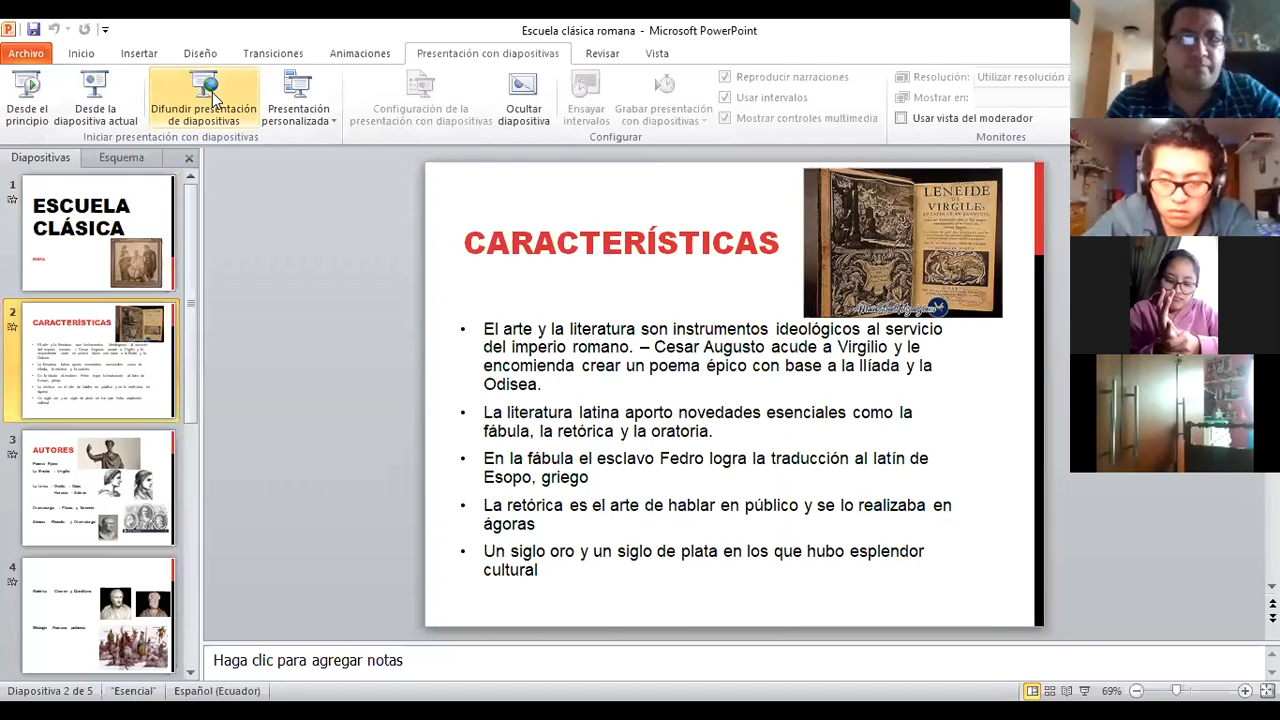 Escuela clásica romana - Microsoft PowerPoint
Archivo Inicio Insertar Diseño Transiciones Animaciones Presentación con diapositivas Revisar Vista
Desde el principio
Desde la diapositiva actual
Difundir presentación de diapositivas
Presentación personalizada
Configuración de la presentación con diapositivas
Ocultar diapositiva
Ensayar intervalos
Grabar presentación con diapositivas
Reproducir narraciones
Usar intervalos
Mostrar controles multimedia
Resolución: Utilizar resolución a
Mostrar en:
Usar vista del moderador
Iniciar presentación con diapositivas
Configurar
Monitores
Diapositivas Esquema
1
ESCUELA
CLÁSICA
ROMA
2
CARACTERÍSTICAS
3
AUTORES
4
CARACTERÍSTICAS
LENEIDE
DE
VIRGILE,
El arte y la literatura son instrumentos ideológicos al servicio
del imperio romano. – Cesar Augusto acude a Virgilio y le
encomienda crear un poema épico con base a la Ilíada y la
Odisea.
La literatura latina aporto novedades esenciales como la
fábula, la retórica y la oratoria.
En la fábula el esclavo Fedro logra la traducción al latín de
Esopo, griego
La retórica es el arte de hablar en público y se lo realizaba en
ágoras
Un siglo oro y un siglo de plata en los que hubo esplendor
cultural
Haga clic para agregar notas
Diapositiva 2 de 5 "Esencial" Español (Ecuador) 69%